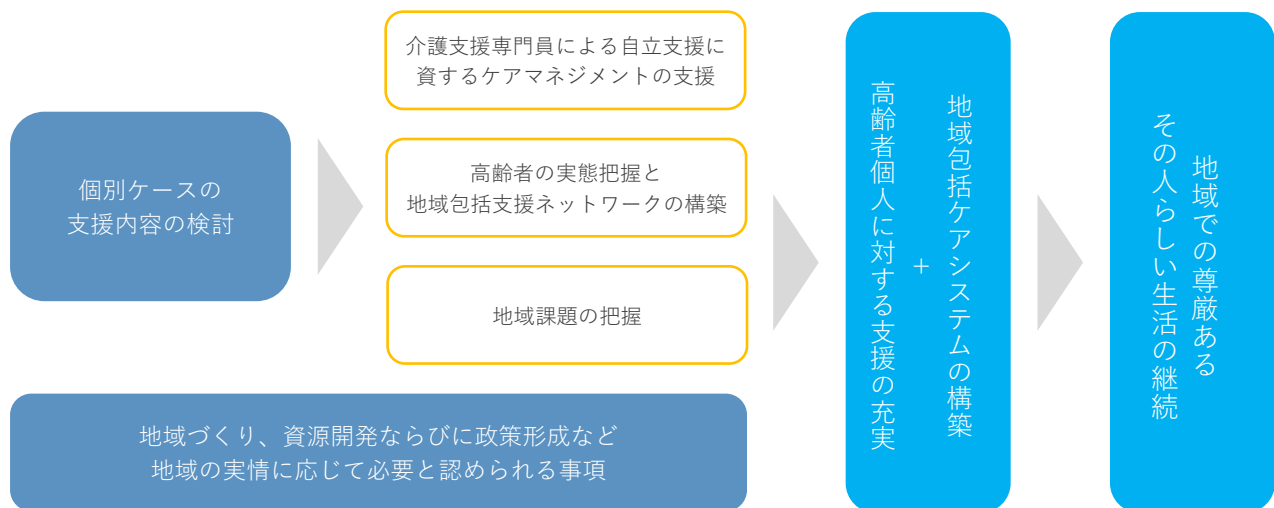 個別ケースの
支援内容の検討
介護支援専門員による自立支援に
資するケアマネジメントの支援
高齢者の実態把握と
地域包括支援ネットワークの構築
地域課題の把握
地域づくり、資源開発ならびに政策形成など
地域の実情に応じて必要と認められる事項
地域包括ケアシステムの構築
+
高齢者個人に対する支援の充実
地域での尊厳ある
その人らしい生活の継続